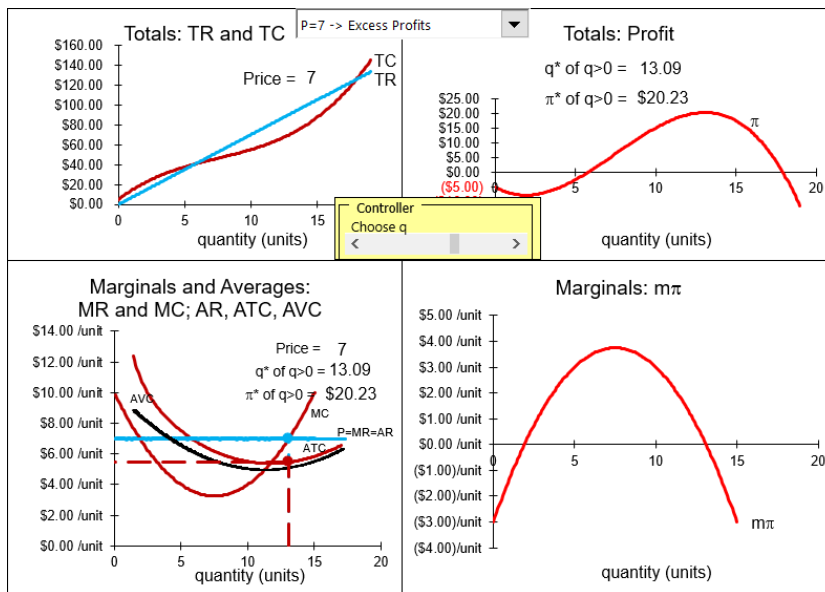 P=7 -> Excess Profits
Totals: TR and TC
$160.00
$140.00
$120.00
$100.00
$80.00
$60.00
$40.00
$20.00
$0.00
Price = 7
TC
TR
0
5
10
15
quantity (units)
Totals: Profit
q* of q>0 = 13.09
π* of q>0 = $20.23
$25.00
$20.00
$15.00
$10.00
$5.00
$0.00
($5.00)
π
0
5
10
15
20
quantity (units)
Controller
Choose q
Marginals and Averages:
MR and MC; AR, ATC, AVC
$14.00 /unit
$12.00 /unit
$10.00 /unit
$8.00 /unit
$6.00 /unit
$4.00 /unit
$2.00 /unit
$0.00 /unit
Price = 7
q* of q>0 = 13.09
π* of q>0 = $20.23
AVC
MC
P=MR=AR
ATC
0
5
10
15
20
quantity (units)
Marginals: mπ
$5.00 /unit
$4.00 /unit
$3.00 /unit
$2.00 /unit
$1.00 /unit
$0.00 /unit
($1.00)/unit
($2.00)/unit
($3.00)/unit
($4.00)/unit
0
5
10
15
20
mπ
quantity (units)